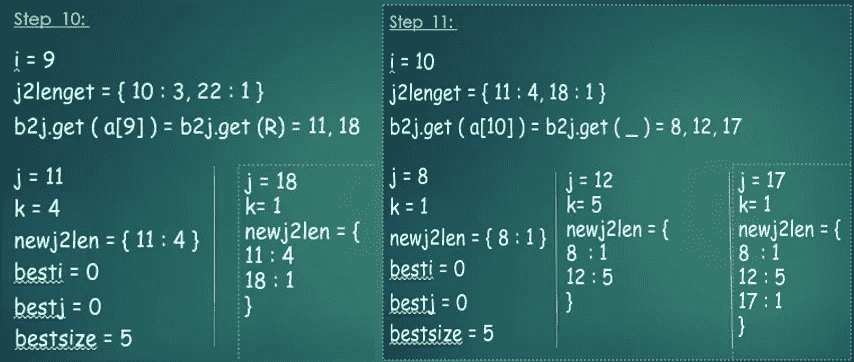 Step 10:
i = 9
j2lenget = { 10 : 3, 22 : 1 }
b2j.get ( a[9] ) = b2j.get (R) = 11, 18
j = 11
k = 4
newj2len = { 11 : 4 }
besti = 0
bestj = 0
bestsize = 5
j = 18
k= 1
newj2len = {
11 : 4
18 : 1
}
Step 11:
i = 10
j2lenget = { 11 : 4, 18 : 1 }
b2j.get ( a[10] ) = b2j.get ( _ ) = 8, 12, 17
j = 8
k = 1
newj2len = { 8 : 1 }
besti = 0
bestj = 0
bestsize = 5
j = 12
k= 5
newj2len = {
8 : 1
12 : 5
}
j = 17
k= 1
newj2len = {
8 : 1
12 : 5
17 : 1
}